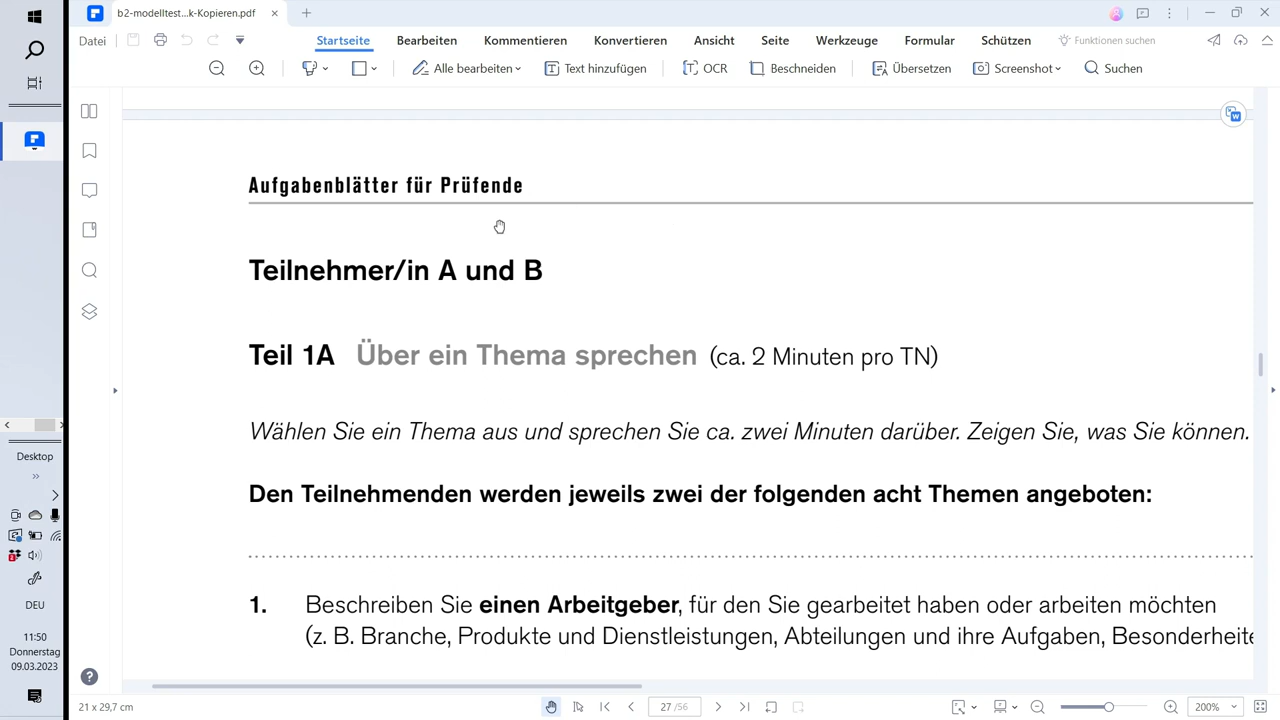 b2-modelltest...k-Kopieren.pdf
Datei
Startseite
Bearbeiten
Kommentieren
Konvertieren
Ansicht
Seite
Werkzeuge
Formular
Schützen
Funktionen suchen
Alle bearbeiten
Text hinzufügen
OCR
Beschneiden
Übersetzen
Screenshot
Suchen
Aufgabenblätter für Prüfende
Teilnehmer/in A und B
Teil 1A Über ein Thema sprechen (ca. 2 Minuten pro TN)
Wählen Sie ein Thema aus und sprechen Sie ca. zwei Minuten darüber. Zeigen Sie, was Sie können.
Den Teilnehmenden werden jeweils zwei der folgenden acht Themen angeboten:
1. Beschreiben Sie einen Arbeitgeber, für den Sie gearbeitet haben oder arbeiten möchten
(z. B. Branche, Produkte und Dienstleistungen, Abteilungen und ihre Aufgaben, Besonderheite
Desktop
DEU
11:50
Donnerstag
09.03.2023
21 x 29,7 cm
27 /56
200%